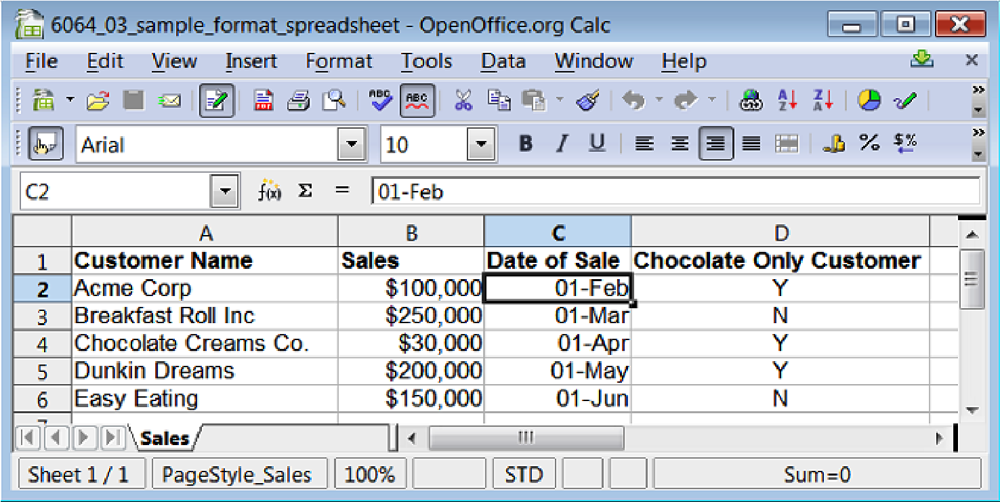 6064_03_sample_format_spreadsheet - OpenOffice.org Calc
File Edit View Insert Format Tools Data Window Help
ABC ABC A Z Z A
Arial 10 B I U % $%
C2 f(x) Σ = 01-Feb
A B C D
1 Customer Name Sales Date of Sale Chocolate Only Customer
2 Acme Corp $100,000 01-Feb Y
3 Breakfast Roll Inc $250,000 01-Mar N
4 Chocolate Creams Co. $30,000 01-Apr Y
5 Dunkin Dreams $200,000 01-May Y
6 Easy Eating $150,000 01-Jun N
Sales
Sheet 1 / 1 PageStyle_Sales 100% STD Sum=0